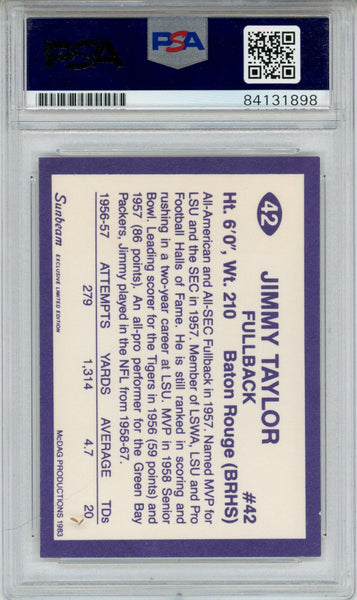 PSA
PSA
84131898
42
JIMMY TAYLOR
#42
FULLBACK
Ht. 6'0", Wt. 210 Baton Rouge (BRHS)
All-American and All-SEC Fullback in 1957. Named MVP for
LSU and the SEC in 1957. Member of LSWA, LSU and Pro
Football Halls of Fame. He is still ranked in scoring and
rushing in a two-year career at LSU. MVP in 1958 Senior
Bowl. Leading scorer for the Tigers in 1956 (59 points) and
1957 (86 points). An all-pro performer for the Green Bay
Packers, Jimmy played in the NFL from 1958-67.
ATTEMPTS YARDS AVERAGE TDs
1956-57 279 1,314 4.7 20
Sunbeam EXCLUSIVE LIMITED EDITION McDAG PRODUCTIONS 1983